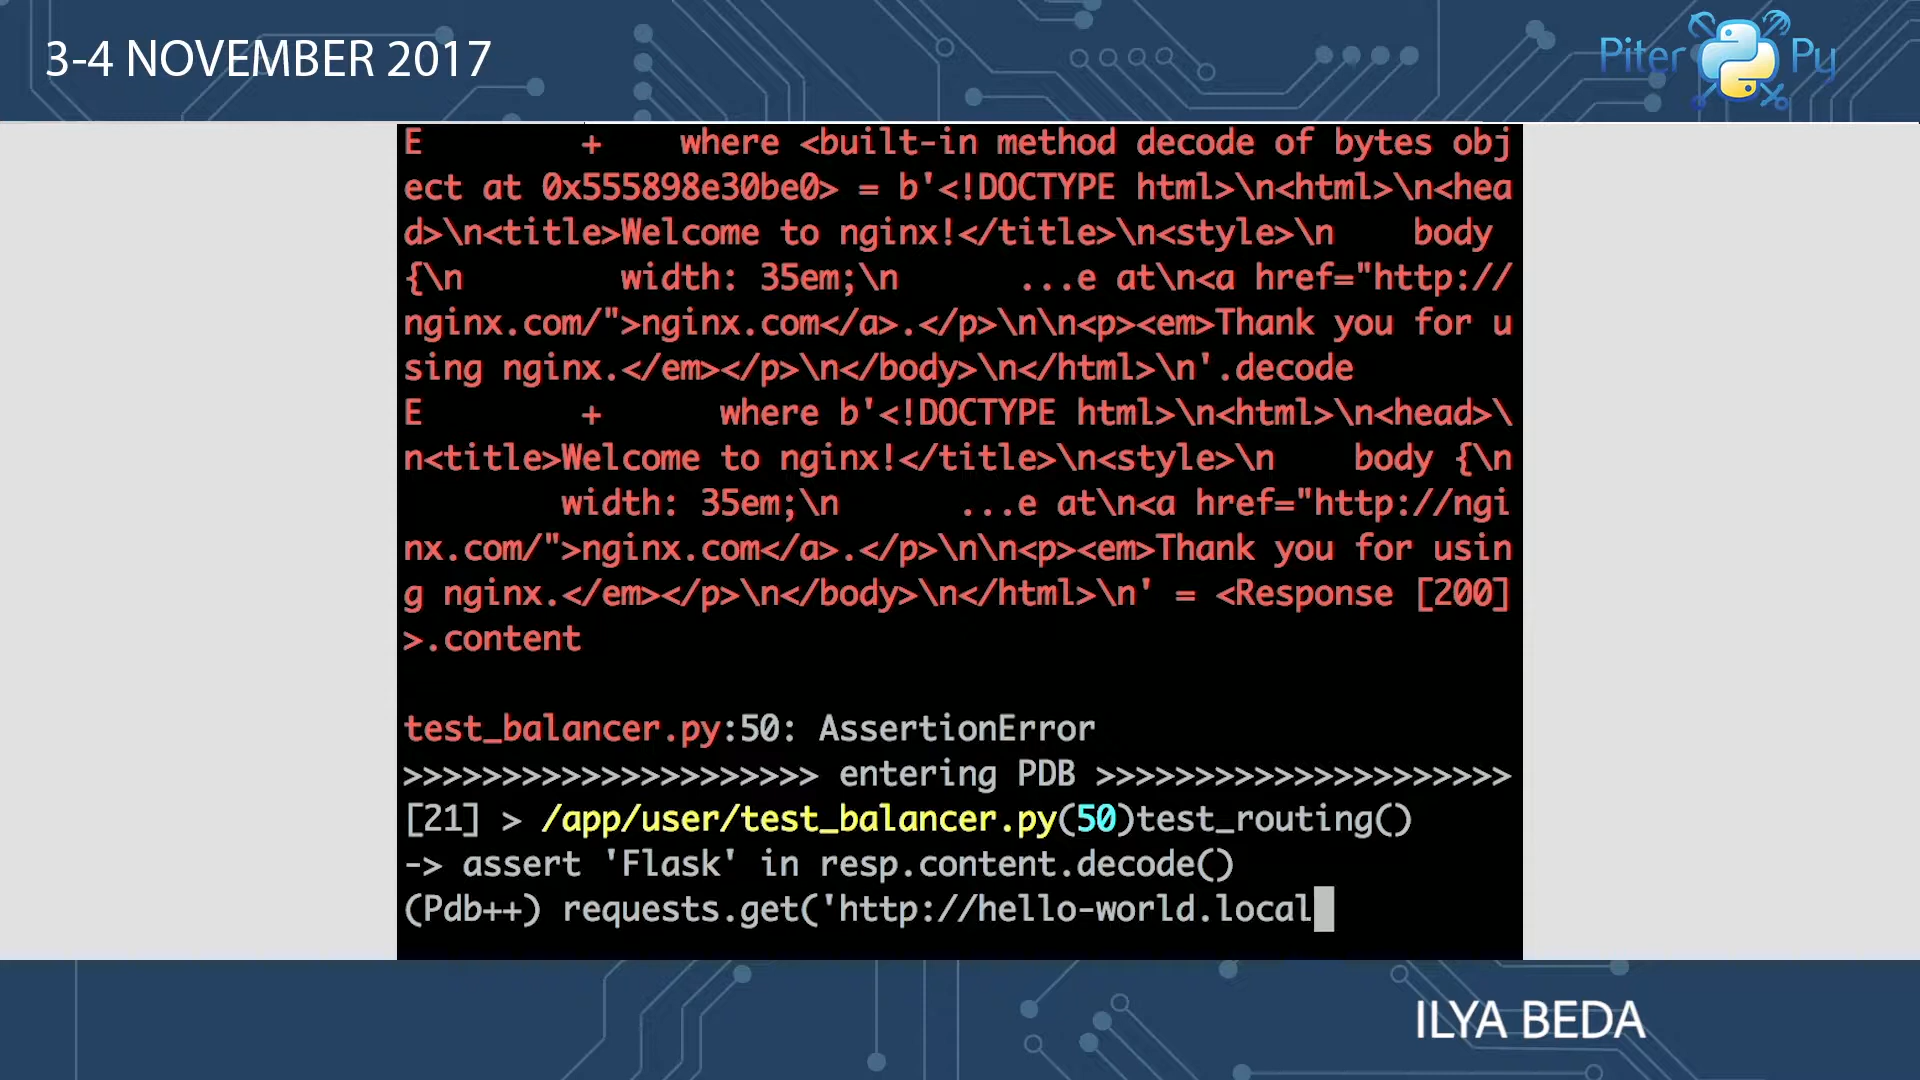 3-4 NOVEMBER 2017
Piter Py
E        +    where <built-in method decode of bytes obj
ect at 0x555898e30be0> = b'<!DOCTYPE html>\n<html>\n<hea
d>\n<title>Welcome to nginx!</title>\n<style>\n    body 
{\n        width: 35em;\n      ...e at\n<a href="http://
nginx.com/">nginx.com</a>.</p>\n\n<p><em>Thank you for u
sing nginx.</em></p>\n</body>\n</html>\n'.decode
E        +      where b'<!DOCTYPE html>\n<html>\n<head>\
n<title>Welcome to nginx!</title>\n<style>\n    body {\n
        width: 35em;\n      ...e at\n<a href="http://ngi
nx.com/">nginx.com</a>.</p>\n\n<p><em>Thank you for usin
g nginx.</em></p>\n</body>\n</html>\n' = <Response [200]
>.content
test_balancer.py:50: AssertionError
>>>>>>>>>>>>>>>>>>>>> entering PDB >>>>>>>>>>>>>>>>>>>>>
[21] > /app/user/test_balancer.py(50)test_routing()
-> assert 'Flask' in resp.content.decode()
(Pdb++) requests.get('http://hello-world.local
ILYA BEDA